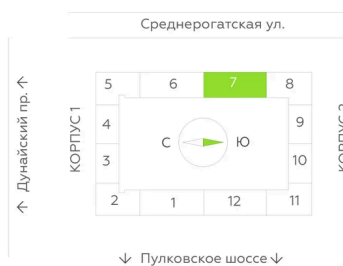 Среднерогатская ул.
← Дунайский пр. →
КОРПУС 1
5 6 7 8
4 9
С Ю
3 10
2 1 12 11
↓ Пулковское шоссе ↓